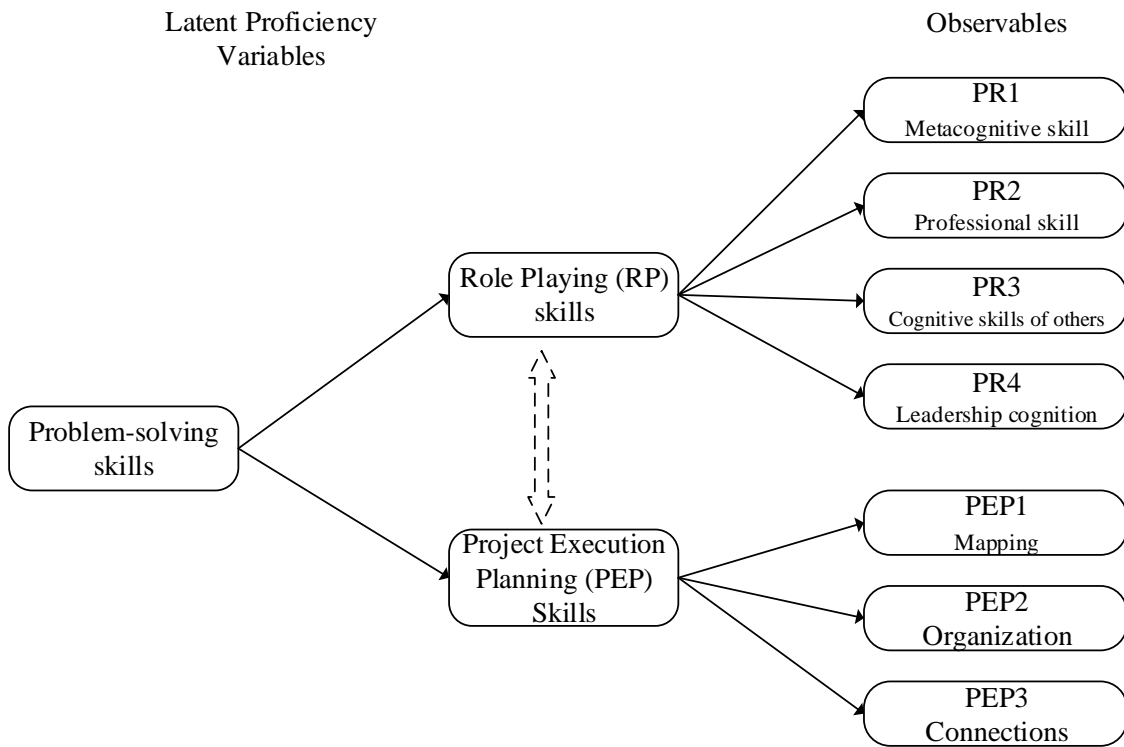 Latent Proficiency
Variables
Observables
PR1
Metacognitive skill
PR2
Professional skill
Role Playing (RP)
skills
PR3
Cognitive skills of others
PR4
Leadership cognition
Problem-solving
skills
PEP1
Mapping
Project Execution
Planning (PEP)
Skills
PEP2
Organization
PEP3
Connections